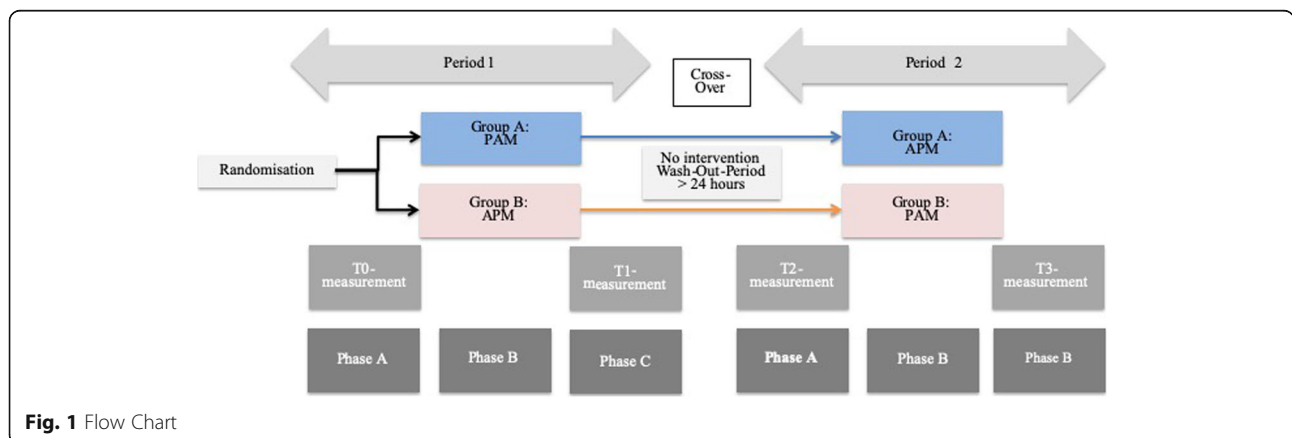 Period 1
Period 2
Cross-
Over
Group A:
PAM
Group A:
APM
Randomisation
No intervention
Wash-Out-Period
> 24 hours
Group B:
APM
Group B:
PAM
T0-
measurement
T1-
measurement
T2-
measurement
T3-
measurement
Phase A
Phase B
Phase C
Phase A
Phase B
Phase B
Fig. 1 Flow Chart